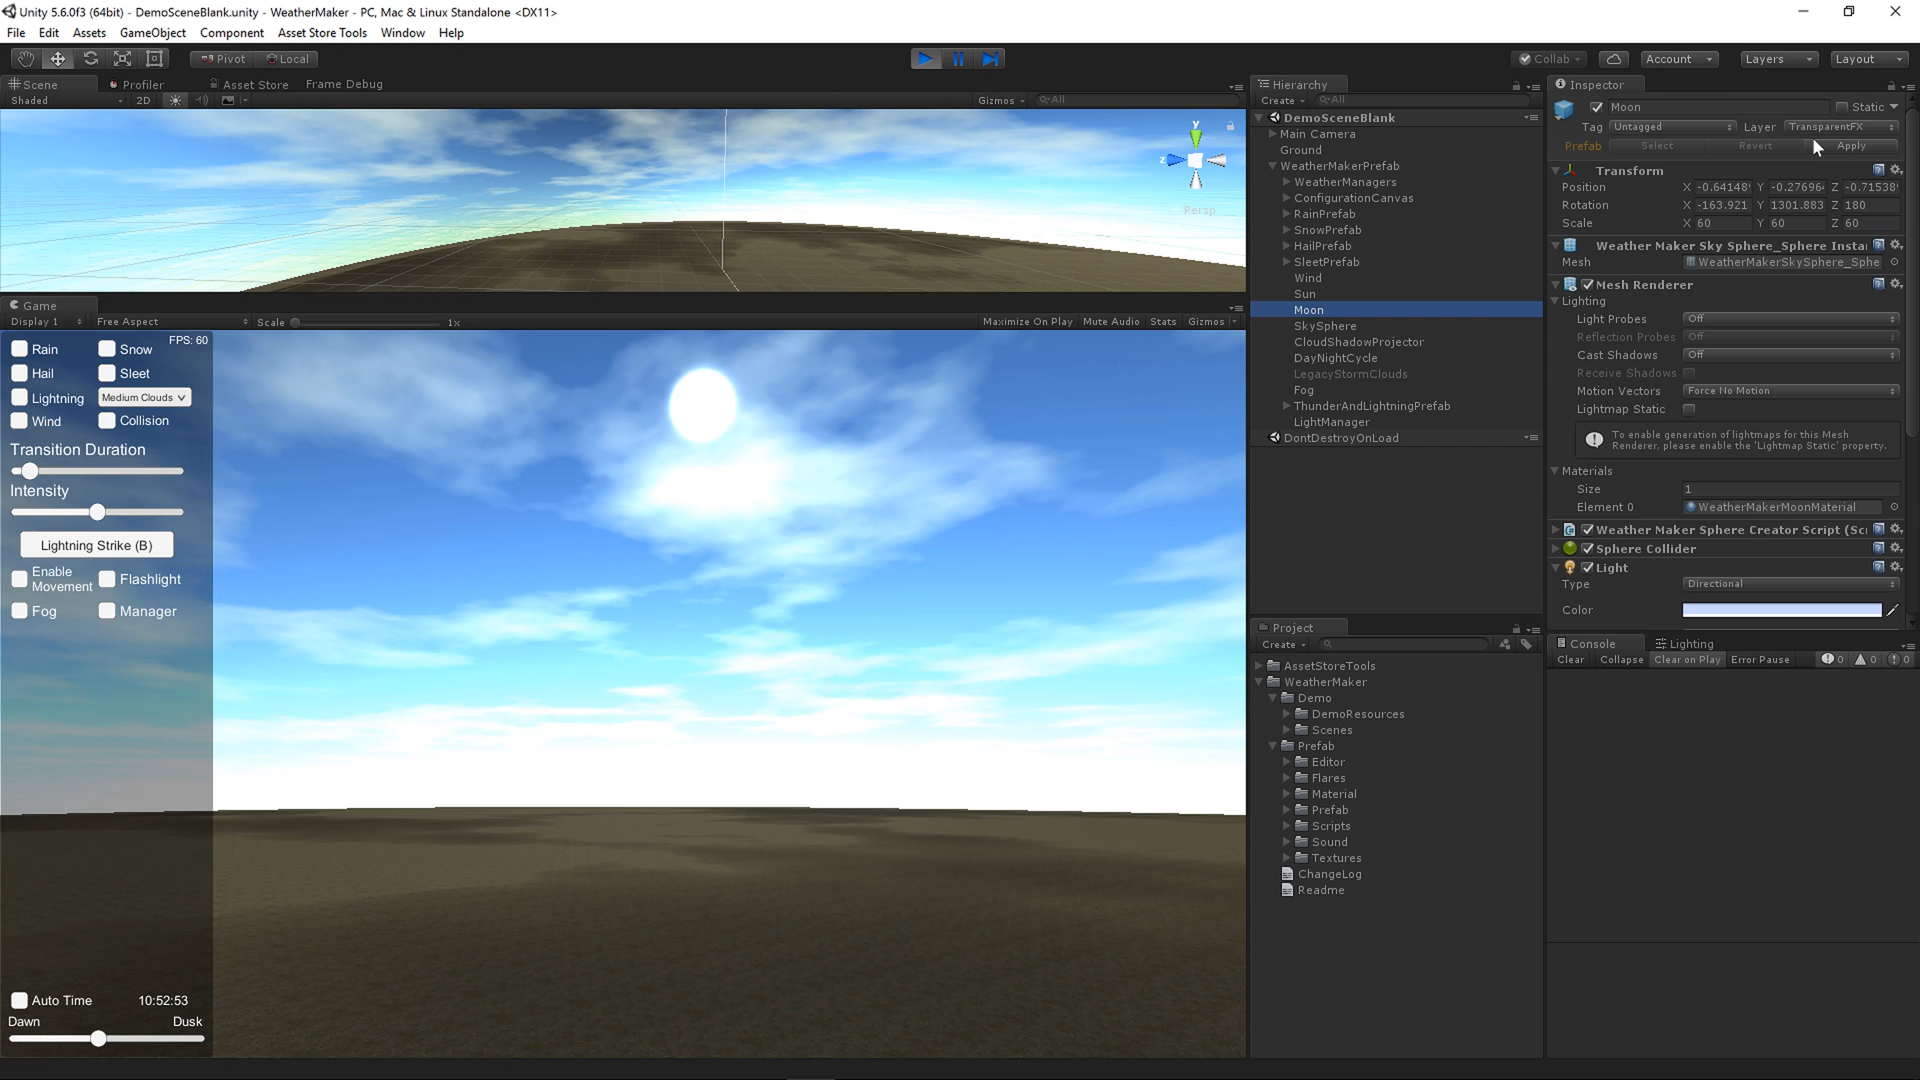 Unity 5.6.0f3 (64bit) - DemoSceneBlank.unity - WeatherMaker - PC, Mac & Linux Standalone <DX11>
File Edit Assets GameObject Component Asset Store Tools Window Help
Pivot Local
Collab Account Layers Layout
Scene Profiler Asset Store Frame Debug
Shaded 2D Gizmos All
y
z
Persp
Game
Display 1 Free Aspect Scale 1x Maximize On Play Mute Audio Stats Gizmos
FPS: 60
Rain Snow
Hail Sleet
Lightning Medium Clouds
Wind Collision
Transition Duration
Intensity
Lightning Strike (B)
Enable Movement Flashlight
Fog Manager
Auto Time 10:52:53
Dawn Dusk
Hierarchy
Create All
DemoSceneBlank
Main Camera
Ground
WeatherMakerPrefab
WeatherManagers
ConfigurationCanvas
RainPrefab
SnowPrefab
HailPrefab
SleetPrefab
Wind
Sun
Moon
SkySphere
CloudShadowProjector
DayNightCycle
LegacyStormClouds
Fog
ThunderAndLightningPrefab
LightManager
DontDestroyOnLoad
Project
Create
AssetStoreTools
WeatherMaker
Demo
DemoResources
Scenes
Prefab
Editor
Flares
Material
Prefab
Scripts
Sound
Textures
ChangeLog
Readme
Inspector
Moon Static
Tag Untagged Layer TransparentFX
Prefab Select Revert Apply
Transform
Position X -0.64148 Y -0.27696 Z -0.71538
Rotation X -163.921 Y 1301.883 Z 180
Scale X 60 Y 60 Z 60
Weather Maker Sky Sphere_Sphere Insta
Mesh WeatherMakerSkySphere_Sphe
Mesh Renderer
Lighting
Light Probes Off
Reflection Probes Off
Cast Shadows Off
Receive Shadows
Motion Vectors Force No Motion
Lightmap Static
To enable generation of lightmaps for this Mesh
Renderer, please enable the 'Lightmap Static' property.
Materials
Size 1
Element 0 WeatherMakerMoonMaterial
Weather Maker Sphere Creator Script (Sc
Sphere Collider
Light
Type Directional
Color
Console Lighting
Clear Collapse Clear on Play Error Pause 0 0 0